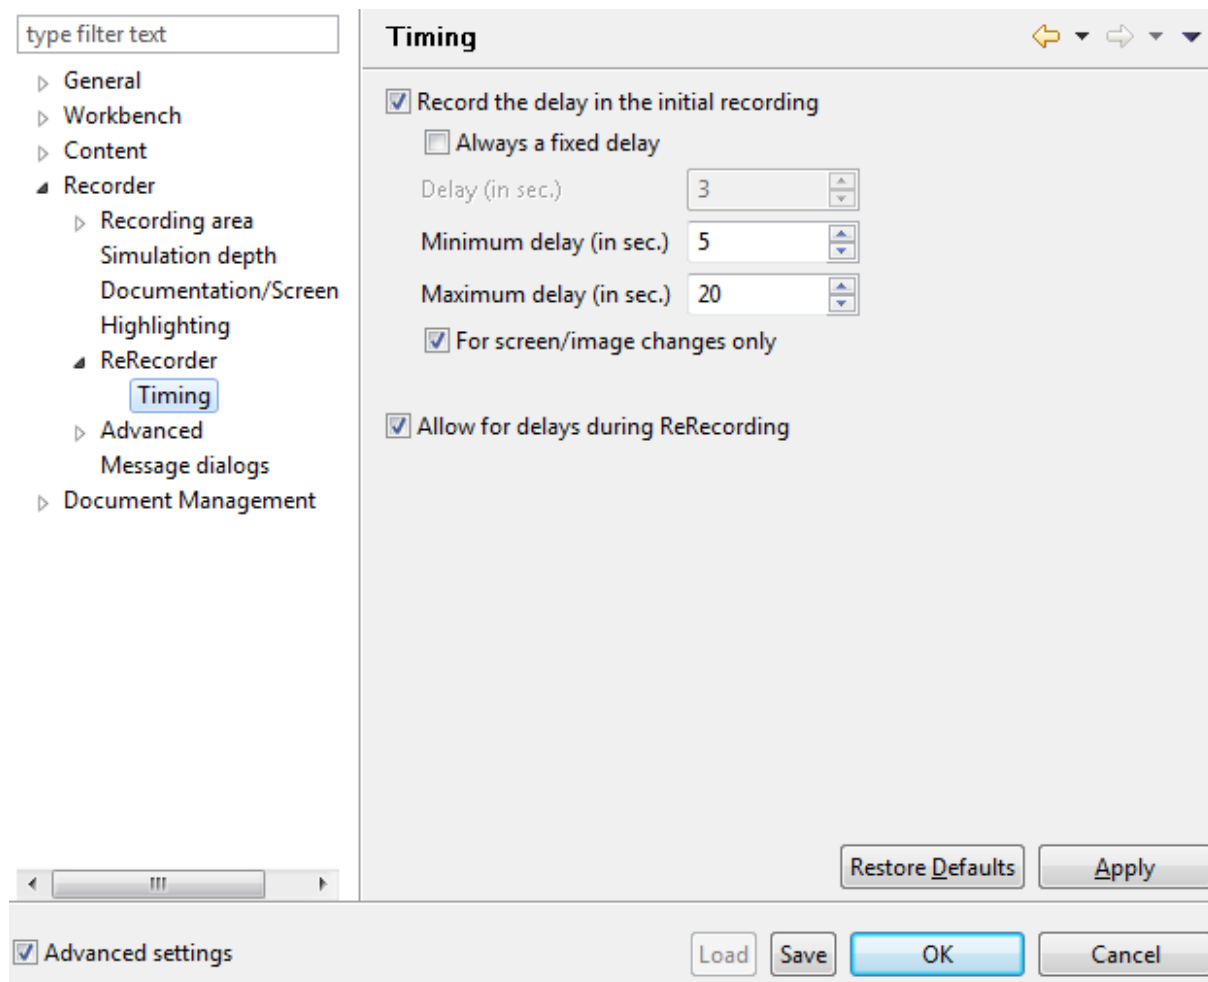 type filter text
General
Workbench
Content
Recorder
Recording area
Simulation depth
Documentation/Screen
Highlighting
ReRecorder
Timing
Advanced
Message dialogs
Document Management
Timing
Record the delay in the initial recording
Always a fixed delay
Delay (in sec.) 3
Minimum delay (in sec.) 5
Maximum delay (in sec.) 20
For screen/image changes only
Allow for delays during ReRecording
Restore Defaults Apply
Advanced settings Load Save OK Cancel